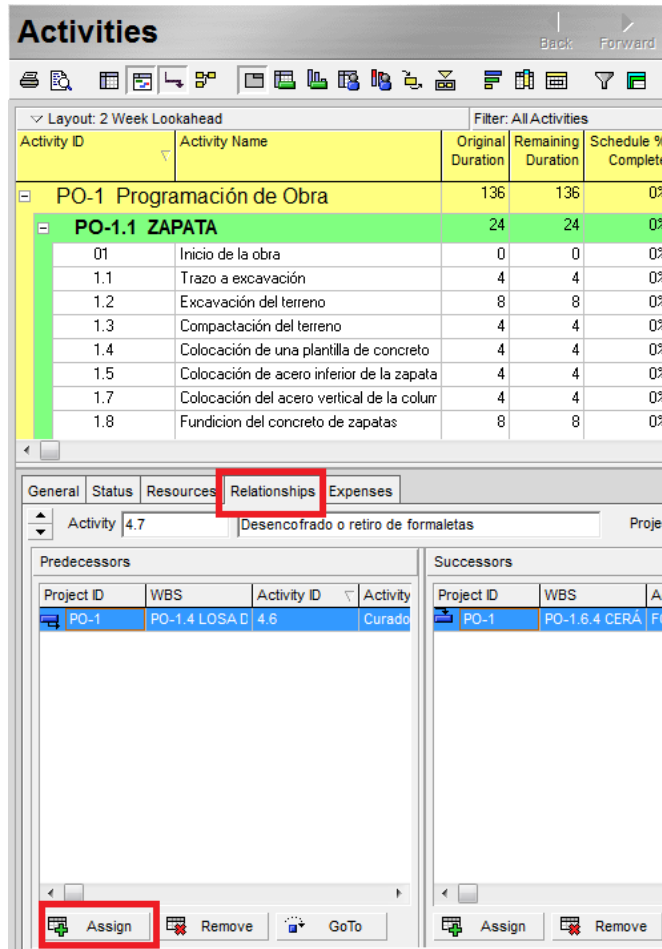 Activities
Back Forward
Layout: 2 Week Lookahead Filter: All Activities
Activity ID Activity Name Original Duration Remaining Duration Schedule % Complete
PO-1 Programación de Obra 136 136 0%
PO-1.1 ZAPATA 24 24 0%
01 Inicio de la obra 0 0 0%
1.1 Trazo a excavación 4 4 0%
1.2 Excavación del terreno 8 8 0%
1.3 Compactación del terreno 4 4 0%
1.4 Colocación de una plantilla de concreto 4 4 0%
1.5 Colocación de acero inferior de la zapata 4 4 0%
1.7 Colocación del acero vertical de la colum 4 4 0%
1.8 Fundicion del concreto de zapatas 8 8 0%
General Status Resources Relationships Expenses
Activity 4.7 Desencofrado o retiro de formaletas Proje
Predecessors Successors
Project ID WBS Activity ID Activity Project ID WBS A
PO-1 PO-1.4 LOSA D 4.6 Curado PO-1 PO-1.6.4 CERÁ
Assign Remove GoTo Assign Remove